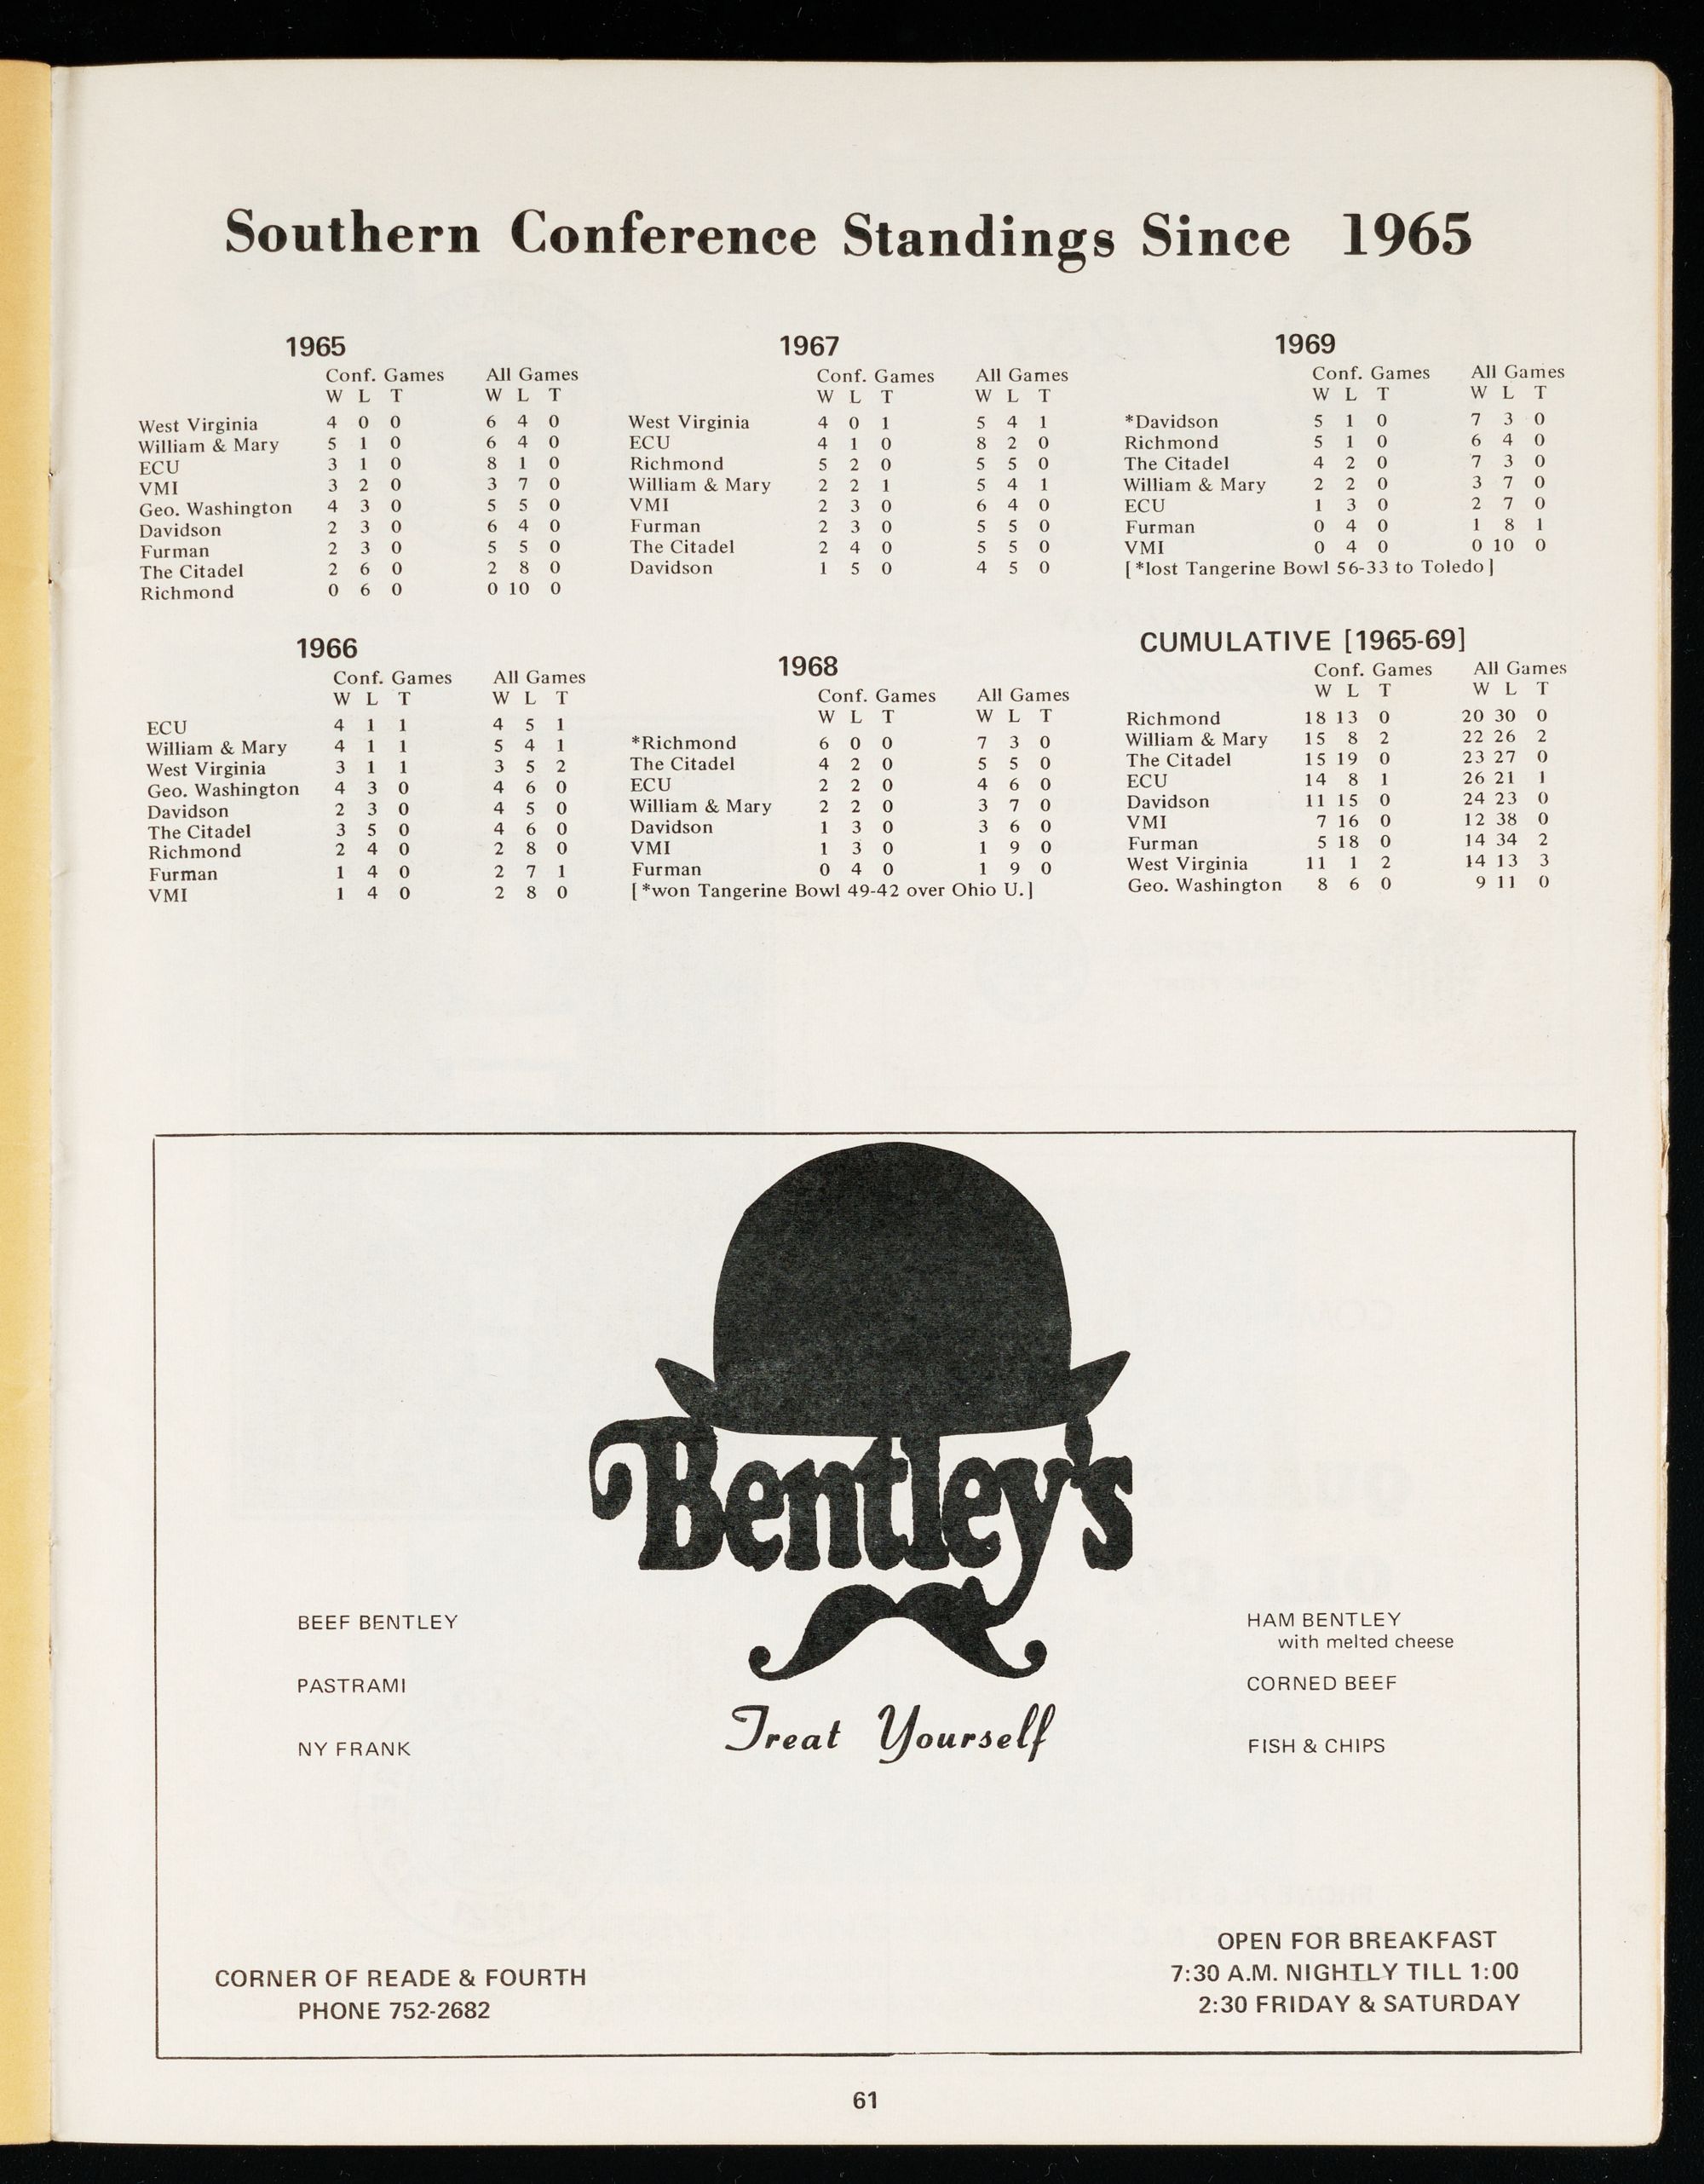 Southern Conference Standings Since 1965
1965
Conf. Games All Games
W L T W L T
West Virginia 4 0 0 6 4 0
William & Mary 5 1 0 6 4 0
ECU 3 1 0 8 1 0
VMI 3 2 0 3 7 0
Geo. Washington 4 3 0 5 5 0
Davidson 2 3 0 6 4 0
Furman 2 3 0 5 5 0
The Citadel 2 6 0 2 8 0
Richmond 0 6 0 0 10 0
1966
Conf. Games All Games
W L T W L T
ECU 4 1 1 4 5 1
William & Mary 4 1 1 5 4 1
West Virginia 3 1 1 3 5 2
Geo. Washington 4 3 0 4 6 0
Davidson 2 3 0 4 5 0
The Citadel 3 5 0 4 6 0
Richmond 2 4 0 2 8 0
Furman 1 4 0 2 7 1
VMI 1 4 0 2 8 0
1967
Conf. Games All Games
W L T W L T
West Virginia 4 0 1 5 4 1
ECU 4 1 0 8 2 0
Richmond 5 2 0 5 5 0
William & Mary 2 2 1 5 4 1
VMI 2 3 0 6 4 0
Furman 2 3 0 5 5 0
The Citadel 2 4 0 5 5 0
Davidson 1 5 0 4 5 0
1968
Conf. Games All Games
W L T W L T
*Richmond 6 0 0 7 3 0
The Citadel 4 2 0 5 5 0
ECU 2 2 0 4 6 0
William & Mary 2 2 0 3 7 0
Davidson 1 3 0 3 6 0
VMI 1 3 0 1 9 0
Furman 0 4 0 1 9 0
[*won Tangerine Bowl 49-42 over Ohio U.]
1969
Conf. Games All Games
W L T W L T
*Davidson 5 1 0 7 3 0
Richmond 5 1 0 6 4 0
The Citadel 4 2 0 7 3 0
William & Mary 2 2 0 3 7 0
ECU 1 3 0 2 7 0
Furman 0 4 0 1 8 1
VMI 0 4 0 0 10 0
[*lost Tangerine Bowl 56-33 to Toledo]
CUMULATIVE [1965-69]
Conf. Games All Games
W L T W L T
Richmond 18 13 0 20 30 0
William & Mary 15 8 2 22 26 2
The Citadel 15 19 0 23 27 0
ECU 14 8 1 26 21 1
Davidson 11 15 0 24 23 0
VMI 7 16 0 12 38 0
Furman 5 18 0 14 34 2
West Virginia 11 1 2 14 13 3
Geo. Washington 8 6 0 9 11 0
Bentley's
Treat Yourself
BEEF BENTLEY
PASTRAMI
NY FRANK
HAM BENTLEY
with melted cheese
CORNED BEEF
FISH & CHIPS
CORNER OF READE & FOURTH
PHONE 752-2682
OPEN FOR BREAKFAST
7:30 A.M. NIGHTLY TILL 1:00
2:30 FRIDAY & SATURDAY
61